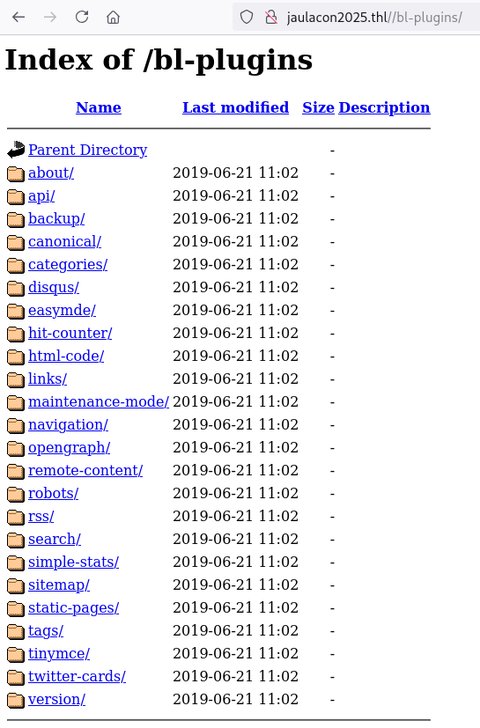 jaulacon2025.thl//bl-plugins/
Index of /bl-plugins
Name Last modified Size Description
Parent Directory -
about/ 2019-06-21 11:02 -
api/ 2019-06-21 11:02 -
backup/ 2019-06-21 11:02 -
canonical/ 2019-06-21 11:02 -
categories/ 2019-06-21 11:02 -
disqus/ 2019-06-21 11:02 -
easymde/ 2019-06-21 11:02 -
hit-counter/ 2019-06-21 11:02 -
html-code/ 2019-06-21 11:02 -
links/ 2019-06-21 11:02 -
maintenance-mode/ 2019-06-21 11:02 -
navigation/ 2019-06-21 11:02 -
opengraph/ 2019-06-21 11:02 -
remote-content/ 2019-06-21 11:02 -
robots/ 2019-06-21 11:02 -
rss/ 2019-06-21 11:02 -
search/ 2019-06-21 11:02 -
simple-stats/ 2019-06-21 11:02 -
sitemap/ 2019-06-21 11:02 -
static-pages/ 2019-06-21 11:02 -
tags/ 2019-06-21 11:02 -
tinymce/ 2019-06-21 11:02 -
twitter-cards/ 2019-06-21 11:02 -
version/ 2019-06-21 11:02 -